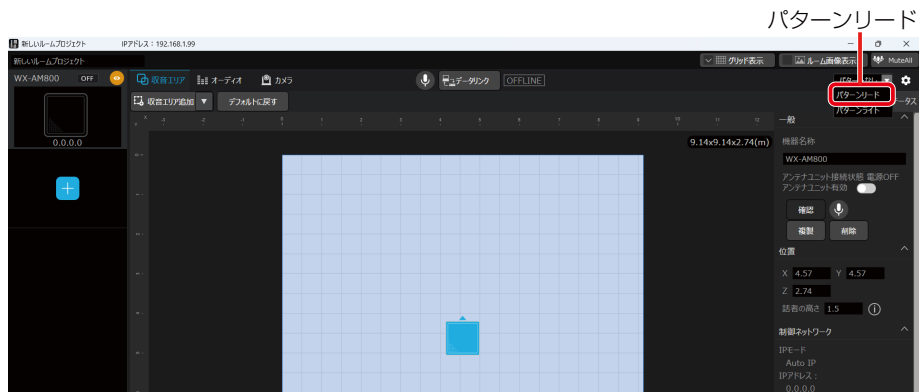 パターンリード
新しいルームプロジェクト IPアドレス：192.168.1.99
新しいルームプロジェクト グリッド表示 ルーム画像表示 MuteAll
WX-AM800 OFF 収音エリア オーディオ カメラ データリンク OFFLINE
収音エリア追加 デフォルトに戻す パターンリード
パターンライト
0.0.0.0
9.14x9.14x2.74(m)
一般
機器名称
WX-AM800
アンテナユニット接続状態 電源OFF
アンテナユニット有効
確認
複製 削除
位置
X 4.57 Y 4.57
Z 2.74
話者の高さ 1.5
制御ネットワーク
IPモード
Auto IP
IPアドレス：
0.0.0.0